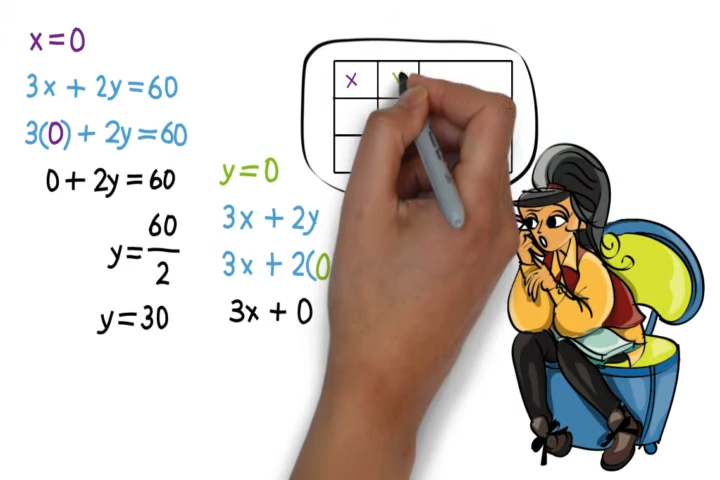 x=0
3x + 2y = 60
3(0) + 2y = 60
0 + 2y = 60
y = 60/2
y = 30
y = 0
3x + 2y
3x + 2(0
3x + 0
x